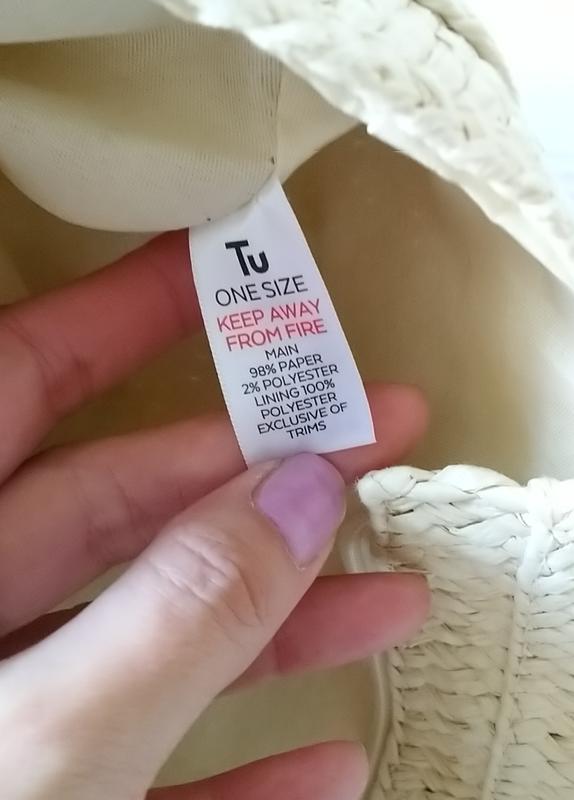 Tu
ONE SIZE
KEEP AWAY
FROM FIRE
MAIN
98% PAPER
2% POLYESTER
LINING 100%
POLYESTER
EXCLUSIVE OF
TRIMS